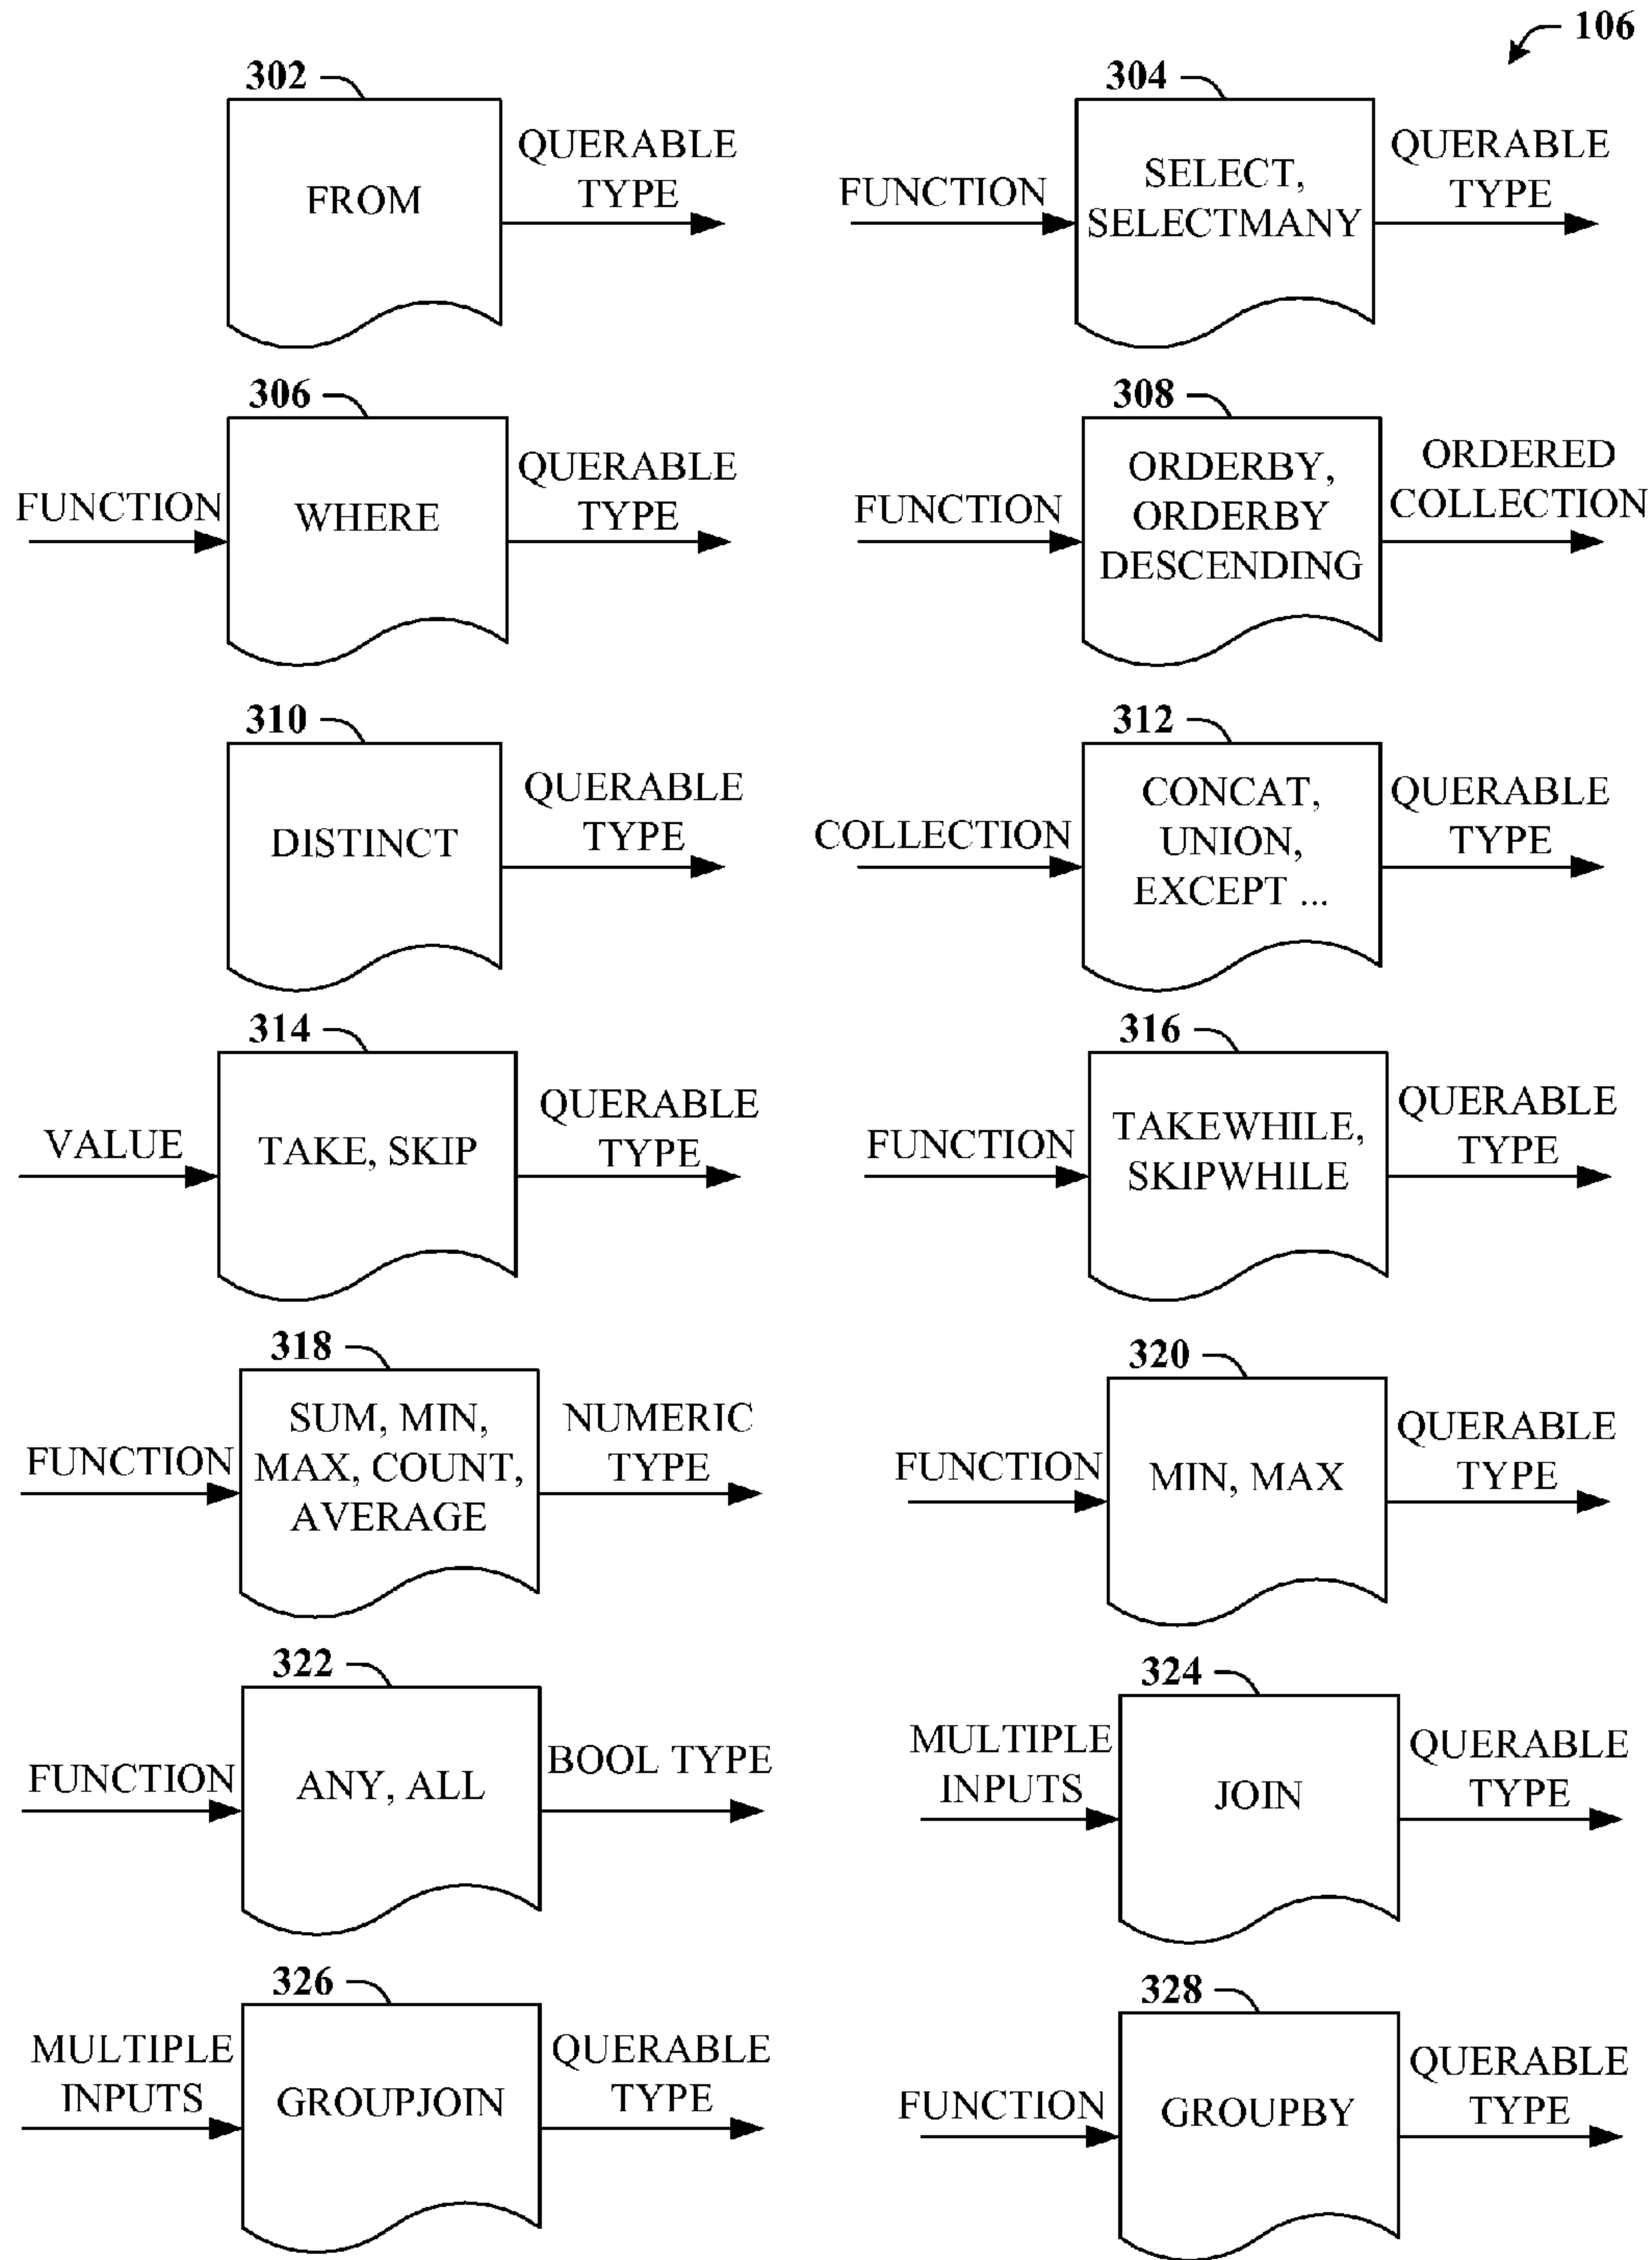 106
302
FROM
QUERABLE
TYPE
304
FUNCTION
SELECT,
SELECTMANY
QUERABLE
TYPE
306
FUNCTION
WHERE
QUERABLE
TYPE
308
FUNCTION
ORDERBY,
ORDERBY
DESCENDING
ORDERED
COLLECTION
310
DISTINCT
QUERABLE
TYPE
312
COLLECTION
CONCAT,
UNION,
EXCEPT ...
QUERABLE
TYPE
314
VALUE
TAKE, SKIP
QUERABLE
TYPE
316
FUNCTION
TAKEWHILE,
SKIPWHILE
QUERABLE
TYPE
318
FUNCTION
SUM, MIN,
MAX, COUNT,
AVERAGE
NUMERIC
TYPE
320
FUNCTION
MIN, MAX
QUERABLE
TYPE
322
FUNCTION
ANY, ALL
BOOL TYPE
324
MULTIPLE
INPUTS
JOIN
QUERABLE
TYPE
326
MULTIPLE
INPUTS
GROUPJOIN
QUERABLE
TYPE
328
FUNCTION
GROUPBY
QUERABLE
TYPE